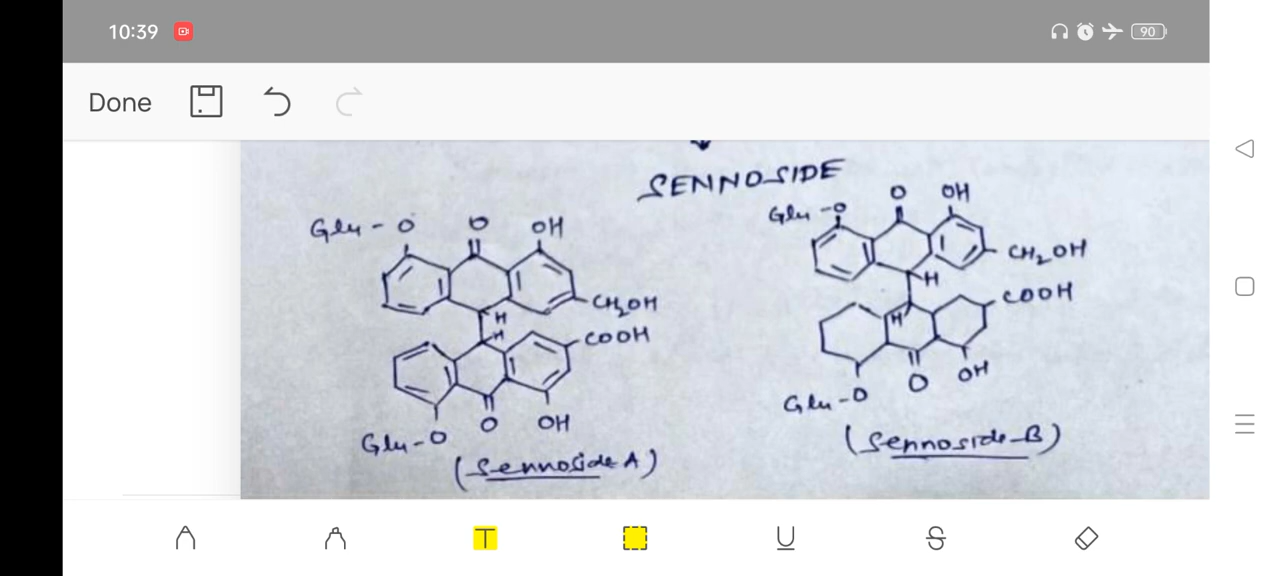 10:39
90
Done
SENNOSIDE
Glu-O
O
OH
CH2OH
H
H
COOH
O
OH
Glu-O
(Sennoside A)
Glu-O
O
OH
CH2OH
H
H
COOH
O
OH
Glu-O
(Sennoside-B)
T
U
S